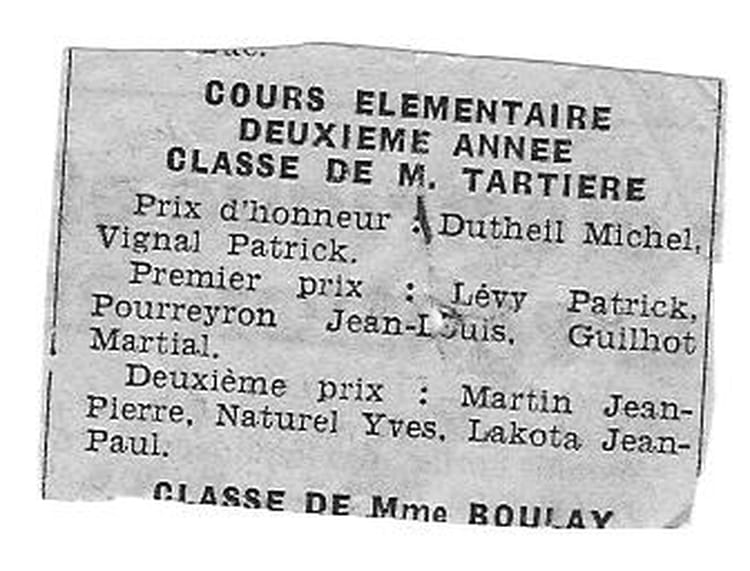 COURS ELEMENTAIRE
DEUXIEME ANNEE
CLASSE DE M. TARTIERE
Prix d'honneur : Dutheil Michel,
Vignal Patrick.
Premier prix : Lévy Patrick,
Pourreyron Jean-Louis, Guilhot
Martial.
Deuxième prix : Martin Jean-
Pierre, Naturel Yves, Lakota Jean-
Paul.
CLASSE DE Mme BOULAY